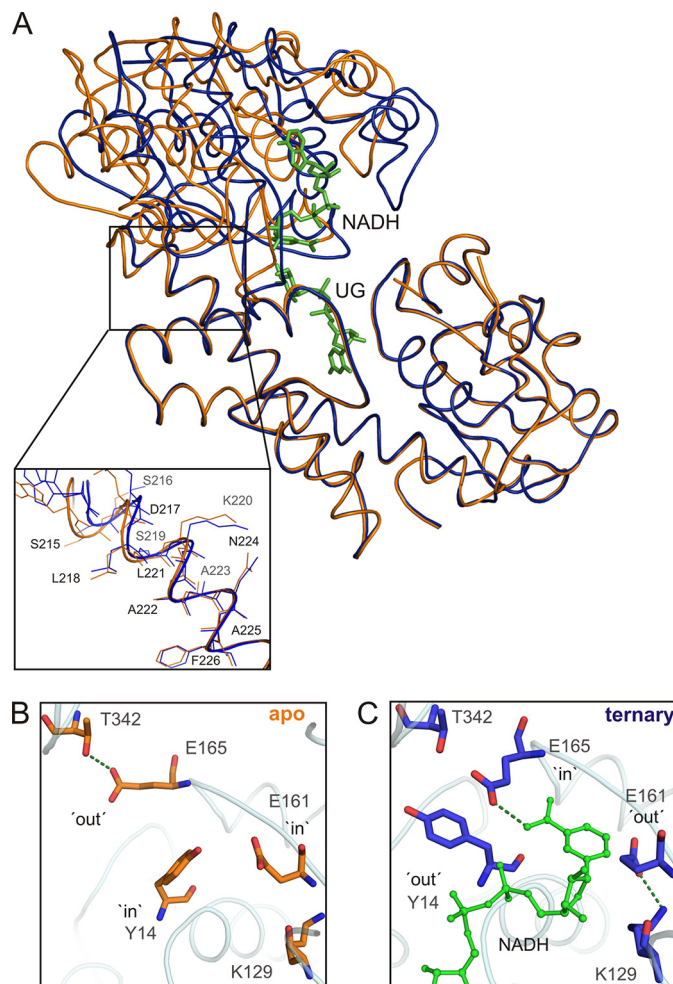 A
NADH
UG
S216
D217
K220
S215
S219
N224
L218
L221
A223
A222
A225
F226
B
T342
apo
E165
´out´
E161
`in`
`in`
Y14
K129
C
T342
ternary
E165
`in`
E161
´out´
´out´
Y14
NADH
K129